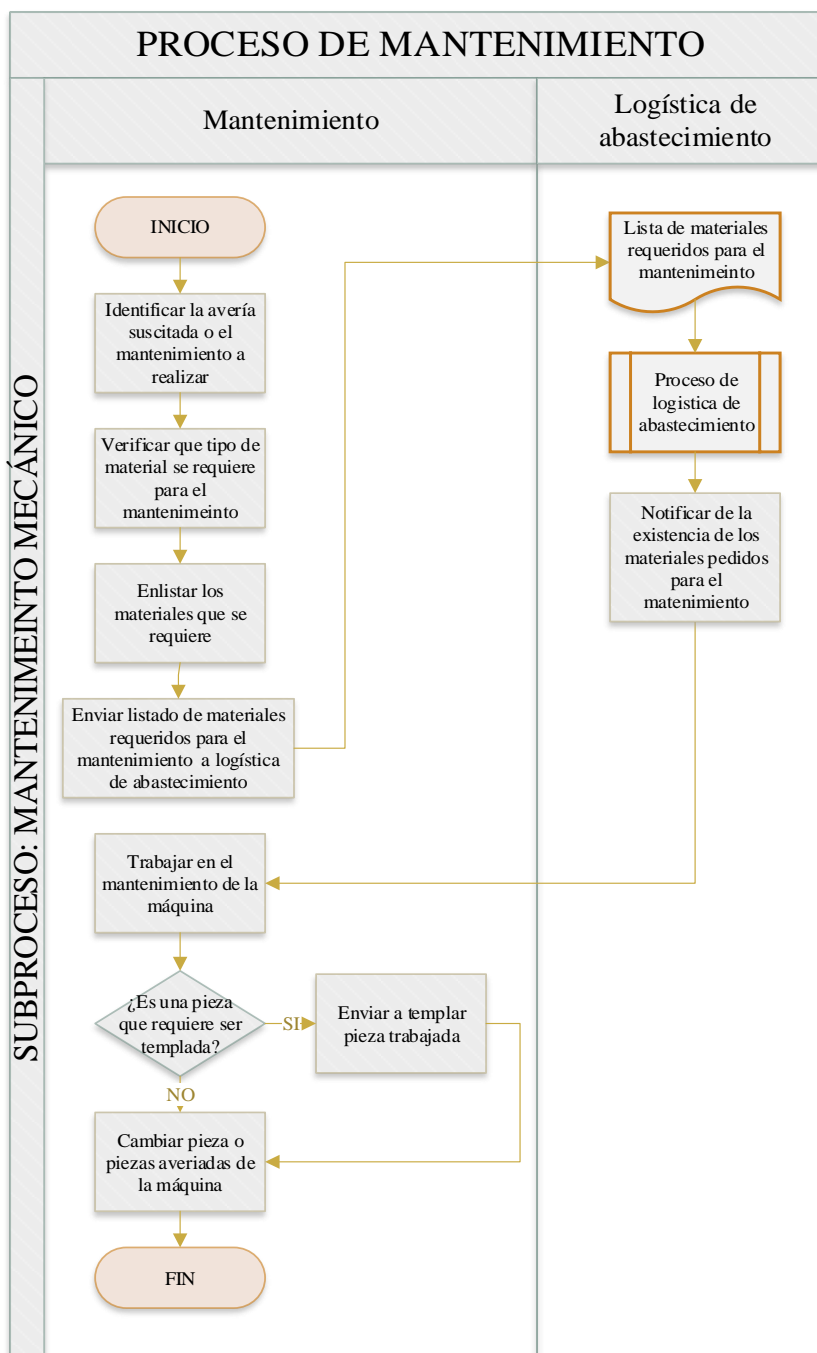 PROCESO DE MANTENIMIENTO
SUBPROCESO: MANTENIMEINTO MECÁNICO
Mantenimiento
Logística de
abastecimiento
INICIO
Identificar la avería
suscitada o el
mantenimiento a
realizar
Verificar que tipo de
material se requiere
para el
mantenimeinto
Enlistar los
materiales que se
requiere
Enviar listado de materiales
requeridos para el
mantenimiento a logística
de abastecimiento
Lista de materiales
requeridos para el
mantenimeinto
Proceso de
logistica de
abastecimiento
Notificar de la
existencia de los
materiales pedidos
para el
matenimiento
Trabajar en el
mantenimiento de la
máquina
¿Es una pieza
que requiere ser
templada?
SI
Enviar a templar
pieza trabajada
NO
Cambiar pieza o
piezas averiadas de
la máquina
FIN